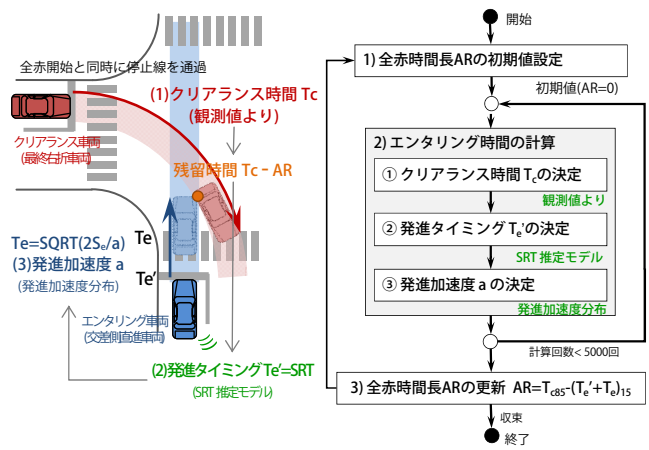 全赤開始と同時に停止線を通過
(1)クリアランス時間 Tc
(観測値より)
クリアランス車両
(最終右折車両)
残留時間 Tc – AR
Te=SQRT(2Se/a)
(3)発進加速度 a
(発進加速度分布)
Te
Te'
エンタリング車両
(交差側直進車両)
(2)発進タイミングTe'=SRT
(SRT 推定モデル)
開始
1) 全赤時間長ARの初期値設定
初期値(AR=0)
2) エンタリング時間の計算
① クリアランス時間 Tcの決定
観測値より
② 発進タイミング Te'の決定
SRT 推定モデル
③ 発進加速度 a の決定
発進加速度分布
計算回数< 5000回
3) 全赤時間長ARの更新 AR=Tc85-(Te'+Te)15
収束
終了